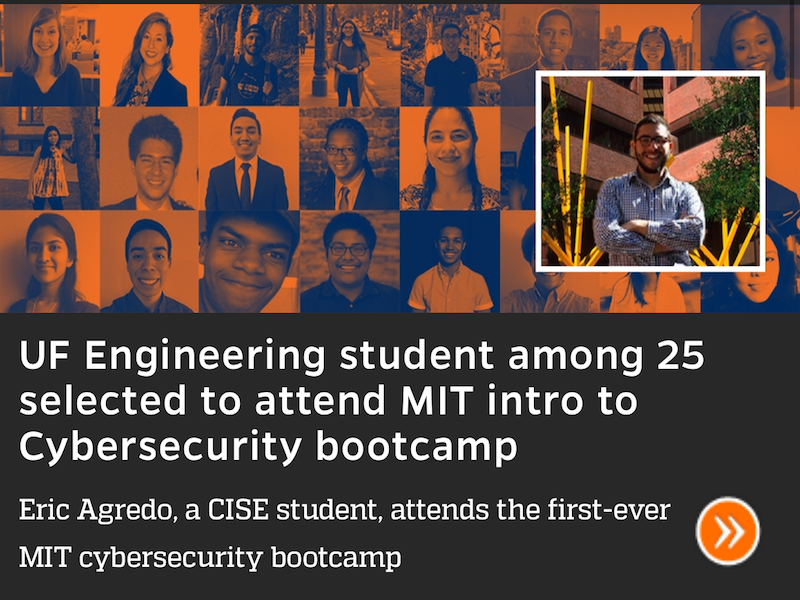 UF Engineering student among 25
selected to attend MIT intro to
Cybersecurity bootcamp
Eric Agredo, a CISE student, attends the first-ever
MIT cybersecurity bootcamp